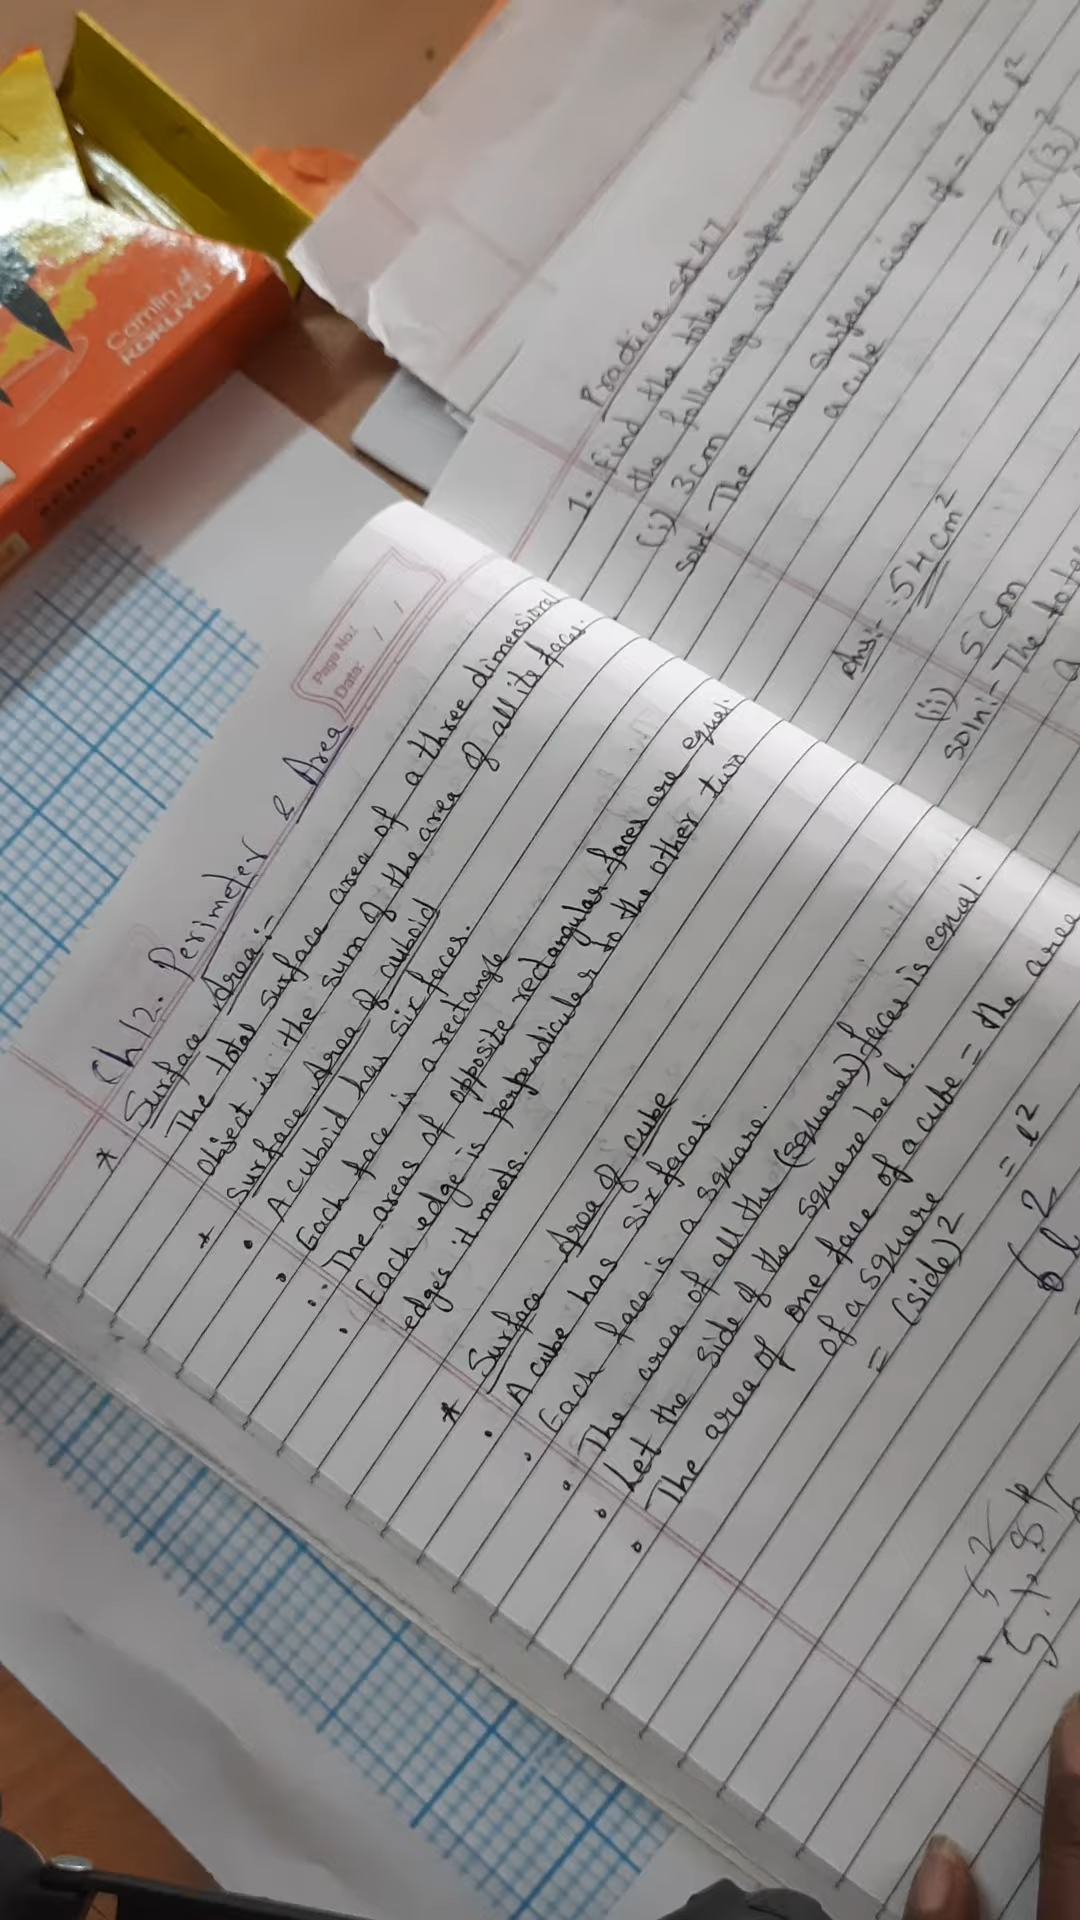 Ch 12. Perimeter & Area
Page No.:
Date: / /
* Surface Area:-
The total surface area of a three dimensional
object is the sum of the area of all its faces.
* Surface Area of cuboid
• A cuboid has six faces.
• Each face is a rectangle
∴ The areas of opposite rectangular faces are equal.
• Each edge is perpendicular to the other two
edges it meets.
* Surface Area of cube
• A cube has six faces.
• Each face is a square.
• The area of all the (squares) faces is equal.
• Let the side of the square be l.
• The area of one face of a cube = the area
of a square
= (side)2 = l²
6l²
Practice set 47
1. Find the total surface area of cubes
the following sides.
(i) 3cm
Soln:- The total surface area of = 6x l²
a cube
= 6 x (3)²
= 6 x
Ans:- 54 cm²
(ii) 5 cm
Soln:- The total
Camlin
KOKUYO